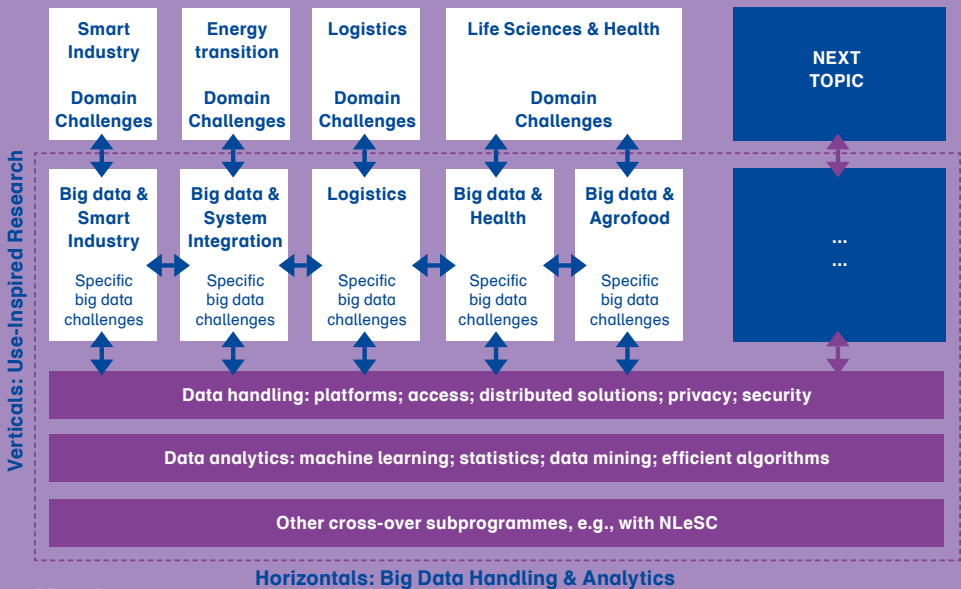 Smart
Industry
Domain
Challenges
Energy
transition
Domain
Challenges
Logistics
Domain
Challenges
Life Sciences & Health
Domain
Challenges
NEXT
TOPIC
Verticals: Use-Inspired Research
Big data &
Smart
Industry
Specific
big data
challenges
Big data &
System
Integration
Specific
big data
challenges
Logistics
Specific
big data
challenges
Big data &
Health
Specific
big data
challenges
Big data &
Agrofood
Specific
big data
challenges
...
...
Data handling: platforms; access; distributed solutions; privacy; security
Data analytics: machine learning; statistics; data mining; efficient algorithms
Other cross-over subprogrammes, e.g., with NLeSC
Horizontals: Big Data Handling & Analytics